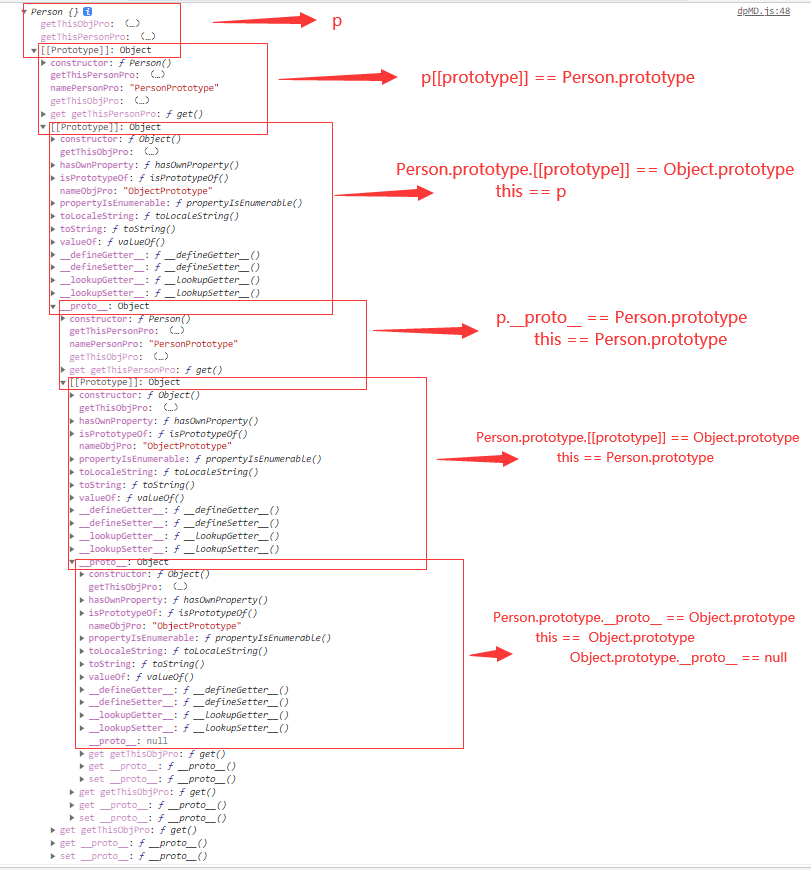 Person {} i
dpMD.js:48
getThisObjPro: (…)
getThisPersonPro: (…)
p
[[Prototype]]: Object
constructor: ƒ Person()
getThisPersonPro: (…)
namePersonPro: "PersonPrototype"
getThisObjPro: (…)
get getThisPersonPro: ƒ get()
p[[prototype]] == Person.prototype
[[Prototype]]: Object
constructor: ƒ Object()
getThisObjPro: (…)
hasOwnProperty: ƒ hasOwnProperty()
isPrototypeOf: ƒ isPrototypeOf()
nameObjPro: "ObjectPrototype"
propertyIsEnumerable: ƒ propertyIsEnumerable()
toLocaleString: ƒ toLocaleString()
toString: ƒ toString()
valueOf: ƒ valueOf()
__defineGetter__: ƒ __defineGetter__()
__defineSetter__: ƒ __defineSetter__()
__lookupGetter__: ƒ __lookupGetter__()
__lookupSetter__: ƒ __lookupSetter__()
Person.prototype.[[prototype]] == Object.prototype
this == p
__proto__: Object
constructor: ƒ Person()
getThisPersonPro: (…)
namePersonPro: "PersonPrototype"
getThisObjPro: (…)
get getThisPersonPro: ƒ get()
p.__proto__ == Person.prototype
this == Person.prototype
[[Prototype]]: Object
constructor: ƒ Object()
getThisObjPro: (…)
hasOwnProperty: ƒ hasOwnProperty()
isPrototypeOf: ƒ isPrototypeOf()
nameObjPro: "ObjectPrototype"
propertyIsEnumerable: ƒ propertyIsEnumerable()
toLocaleString: ƒ toLocaleString()
toString: ƒ toString()
valueOf: ƒ valueOf()
__defineGetter__: ƒ __defineGetter__()
__defineSetter__: ƒ __defineSetter__()
__lookupGetter__: ƒ __lookupGetter__()
__lookupSetter__: ƒ __lookupSetter__()
Person.prototype.[[prototype]] == Object.prototype
this == Person.prototype
__proto__: Object
constructor: ƒ Object()
getThisObjPro: (…)
hasOwnProperty: ƒ hasOwnProperty()
isPrototypeOf: ƒ isPrototypeOf()
nameObjPro: "ObjectPrototype"
propertyIsEnumerable: ƒ propertyIsEnumerable()
toLocaleString: ƒ toLocaleString()
toString: ƒ toString()
valueOf: ƒ valueOf()
__defineGetter__: ƒ __defineGetter__()
__defineSetter__: ƒ __defineSetter__()
__lookupGetter__: ƒ __lookupGetter__()
__lookupSetter__: ƒ __lookupSetter__()
__proto__: null
Person.prototype.__proto__ == Object.prototype
this == Object.prototype
Object.prototype.__proto__ == null
get getThisObjPro: ƒ get()
get __proto__: ƒ __proto__()
set __proto__: ƒ __proto__()
get getThisObjPro: ƒ get()
get __proto__: ƒ __proto__()
set __proto__: ƒ __proto__()
get getThisObjPro: ƒ get()
get __proto__: ƒ __proto__()
set __proto__: ƒ __proto__()